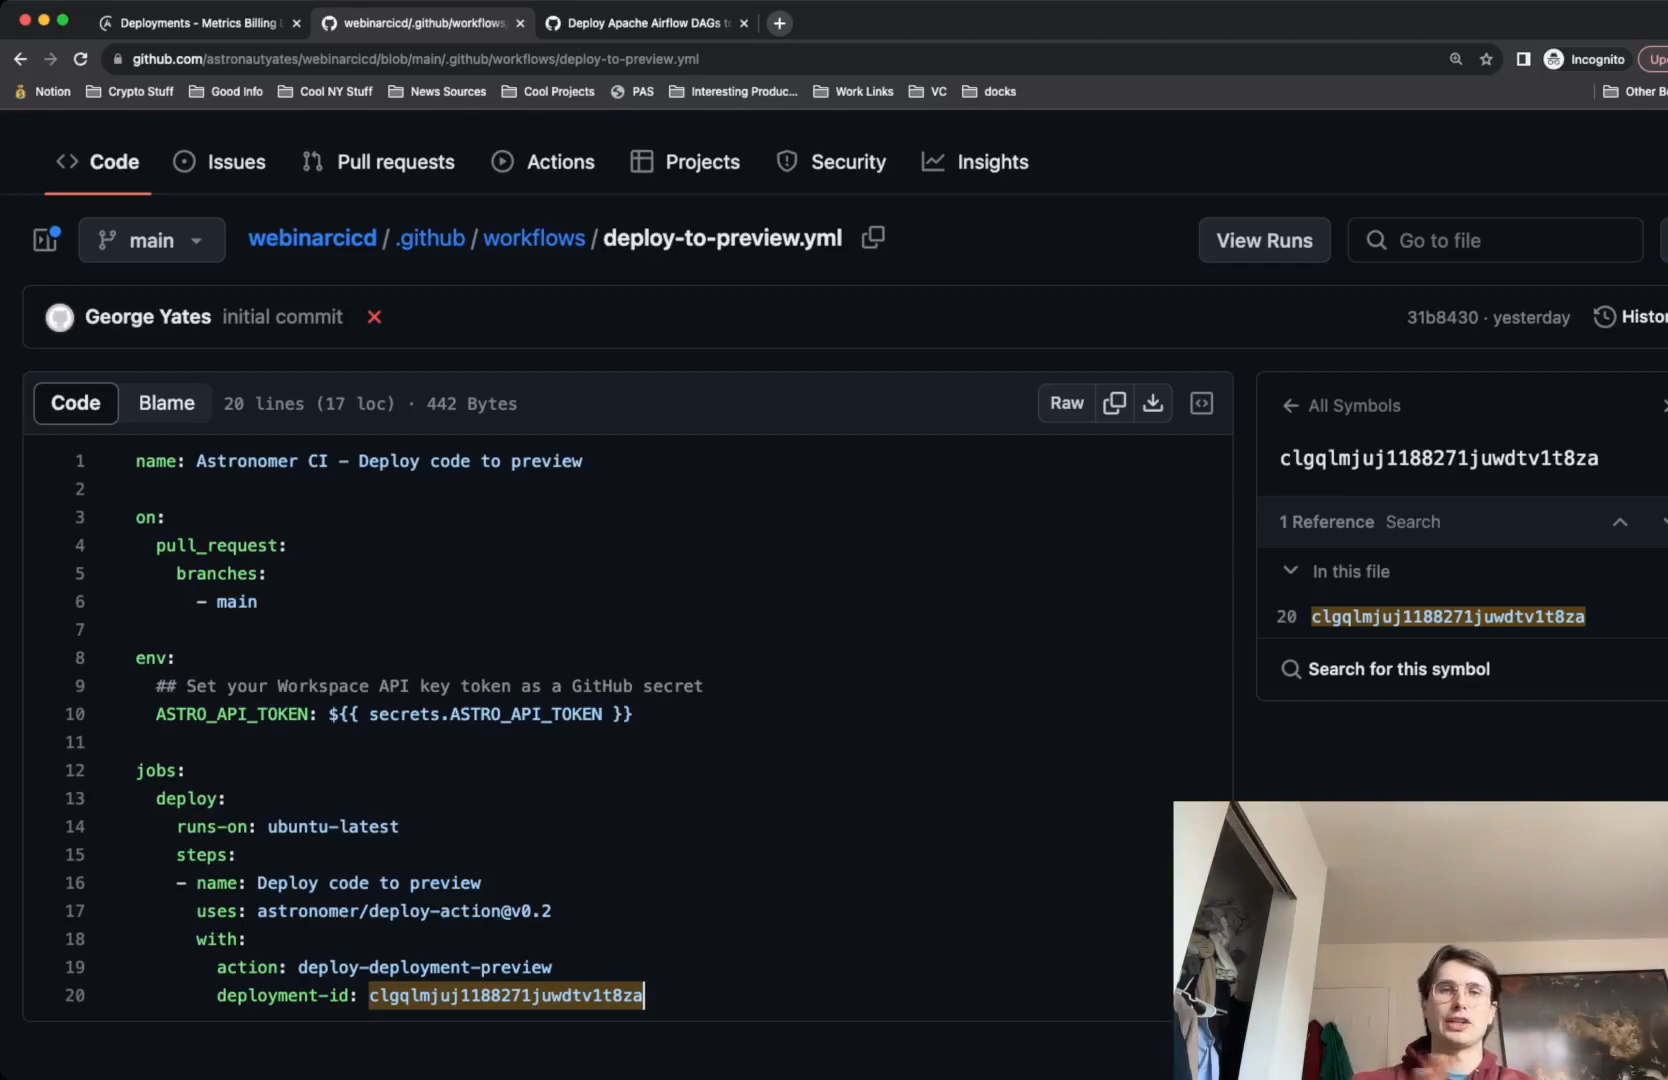 Deployments - Metrics Billing
webinarcicd/.github/workflows
Deploy Apache Airflow DAGs to
github.com/astronautyates/webinarcicd/blob/main/.github/workflows/deploy-to-preview.yml
Incognito
Notion
Crypto Stuff
Good Info
Cool NY Stuff
News Sources
Cool Projects
PAS
Interesting Produc...
Work Links
VC
docks
Other
Code
Issues
Pull requests
Actions
Projects
Security
Insights
main
webinarcicd / .github / workflows / deploy-to-preview.yml
View Runs
Go to file
George Yates initial commit
31b8430 · yesterday
Histor
Code
Blame
20 lines (17 loc) · 442 Bytes
Raw
1 name: Astronomer CI - Deploy code to preview
2
3 on:
4 pull_request:
5 branches:
6 - main
7
8 env:
9 ## Set your Workspace API key token as a GitHub secret
10 ASTRO_API_TOKEN: ${{ secrets.ASTRO_API_TOKEN }}
11
12 jobs:
13 deploy:
14 runs-on: ubuntu-latest
15 steps:
16 - name: Deploy code to preview
17 uses: astronomer/deploy-action@v0.2
18 with:
19 action: deploy-deployment-preview
20 deployment-id: clgqlmjuj1188271juwdtv1t8za
All Symbols
clgqlmjuj1188271juwdtv1t8za
1 Reference Search
In this file
20 clgqlmjuj1188271juwdtv1t8za
Search for this symbol